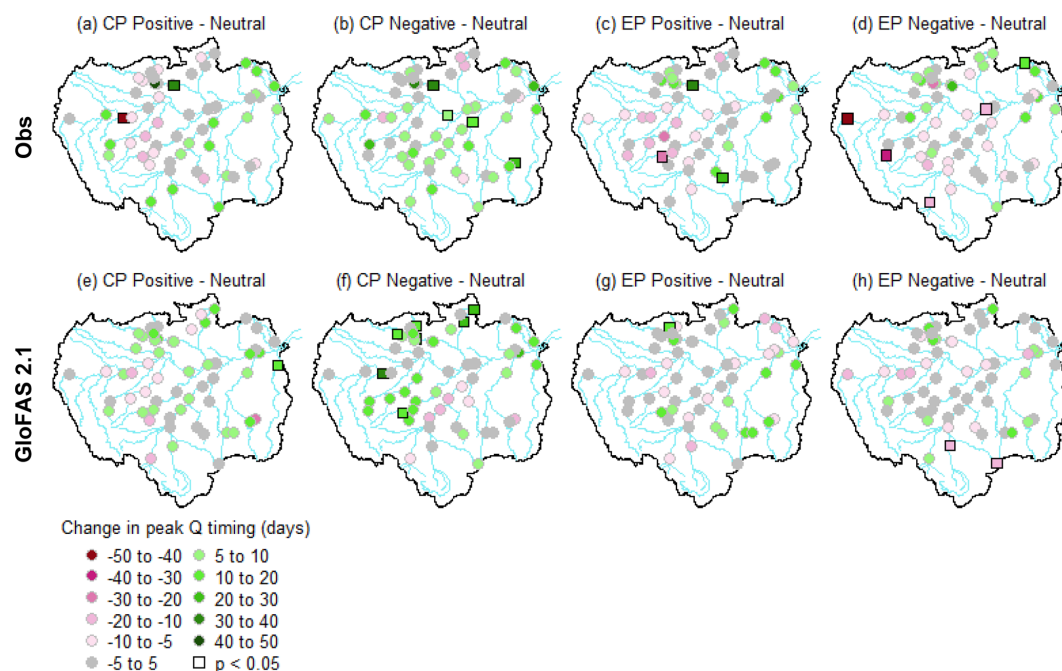 (a) CP Positive - Neutral
(b) CP Negative - Neutral
(c) EP Positive - Neutral
(d) EP Negative - Neutral
Obs
(e) CP Positive - Neutral
(f) CP Negative - Neutral
(g) EP Positive - Neutral
(h) EP Negative - Neutral
GloFAS 2.1
Change in peak Q timing (days)
-50 to -40 5 to 10
-40 to -30 10 to 20
-30 to -20 20 to 30
-20 to -10 30 to 40
-10 to -5 40 to 50
-5 to 5 p < 0.05